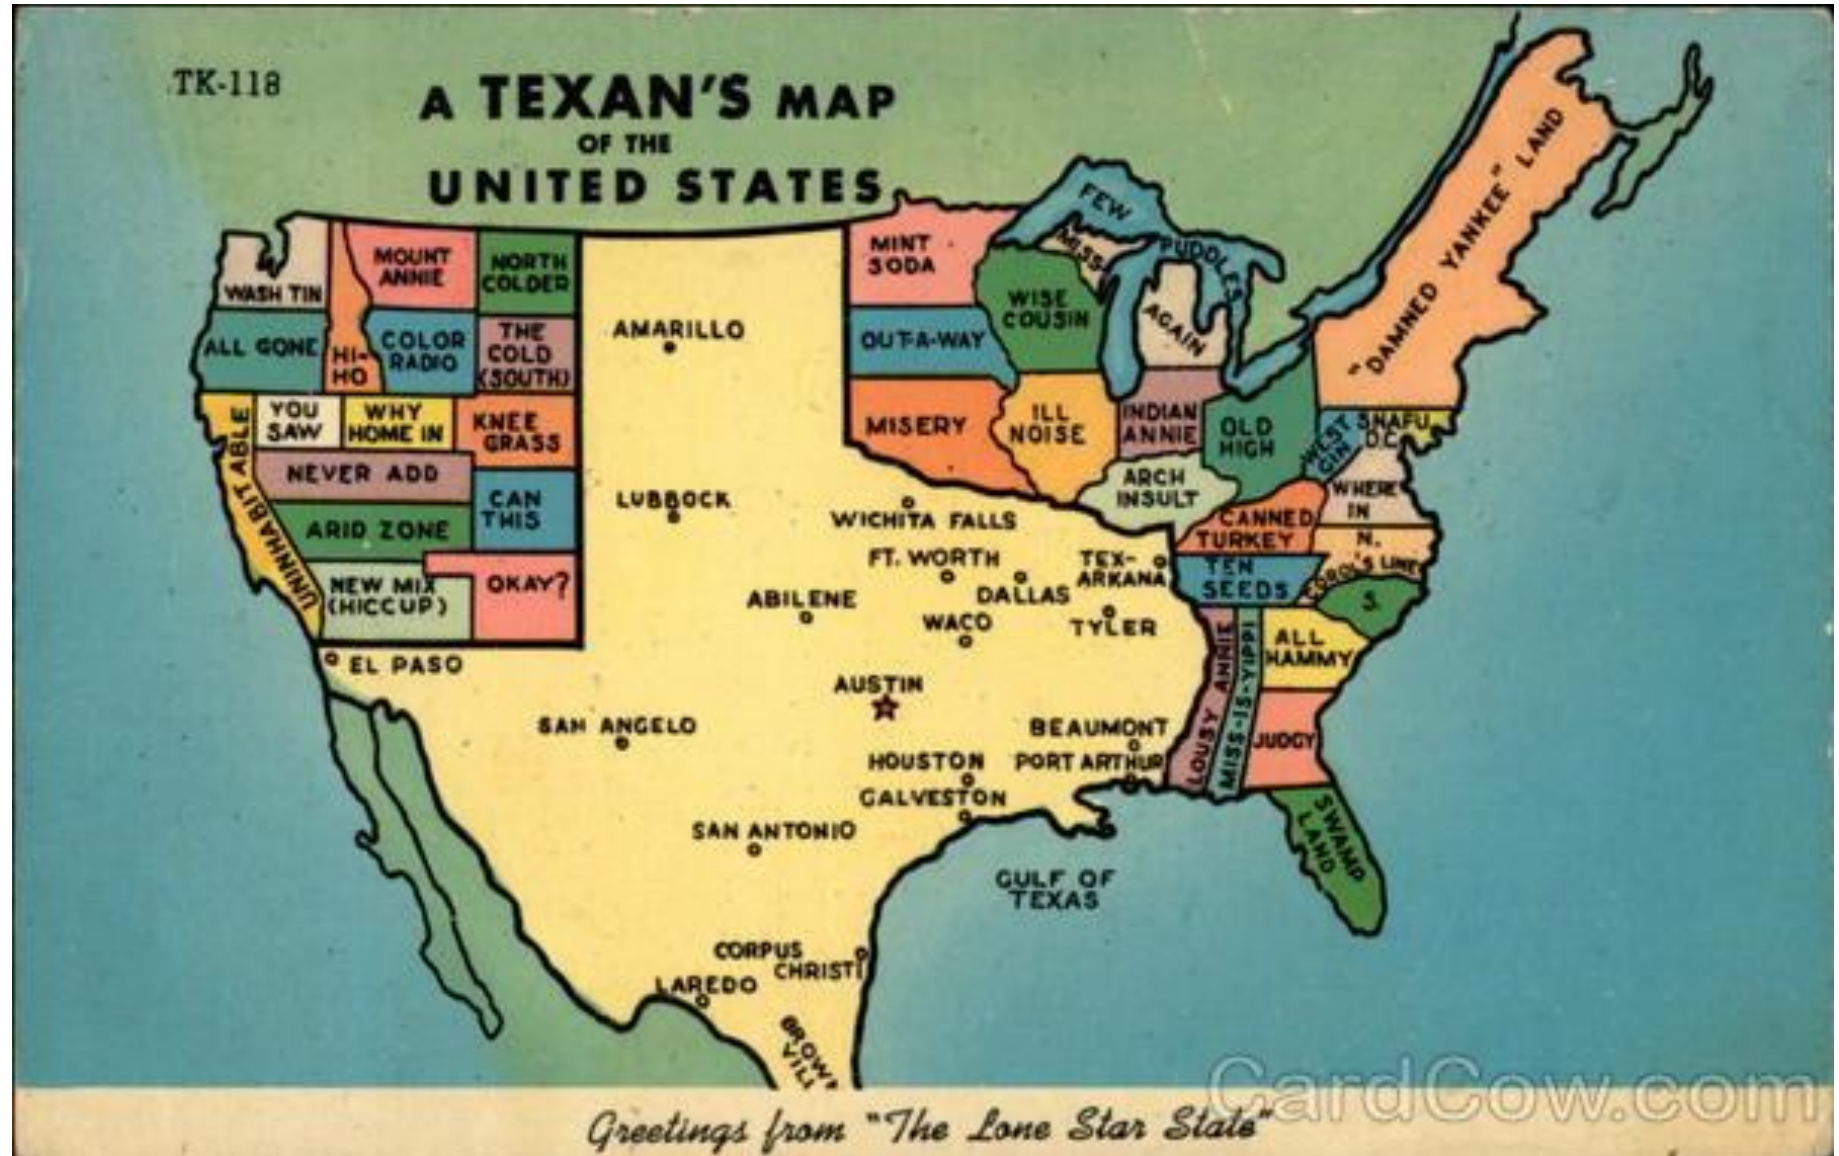 TK-118
A TEXAN'S MAP
OF THE
UNITED STATES
WASH TIN
ALL GONE
HI-
HO
MOUNT
ANNIE
NORTH
COLDER
COLOR
RADIO
THE
COLD
(SOUTH)
UNINHABIT ABLE
YOU
SAW
WHY
HOME IN
KNEE
GRASS
NEVER ADD
CAN
THIS
ARID ZONE
NEW MIX
(HICCUP)
OKAY?
AMARILLO
LUBBOCK
WICHITA FALLS
FT. WORTH
DALLAS
TEX-
ARKANA
ABILENE
WACO
TYLER
EL PASO
AUSTIN
SAN ANGELO
BEAUMONT
HOUSTON
PORT ARTHUR
GALVESTON
SAN ANTONIO
CORPUS
CHRISTI
LAREDO
MINT
SODA
OUT-A-WAY
MISERY
FEW
PUDDLES
MISS-
AGAIN
WISE
COUSIN
ILL
NOISE
INDIAN
ANNIE
OLD
HIGH
ARCH
INSULT
"DAMNED YANKEE" LAND
WEST
GIN
SNAFU,
D.C.
WHERE
IN
CANNED
TURKEY
N.
COROL'S LINE
S.
TEN
SEEDS
LOUSY ANNIE
MISS-IS-YIPPI
ALL
HAMMY
JUDGY
SWAMP
LAND
GULF OF
TEXAS
Greetings from "The Lone Star State"
CardCow.com